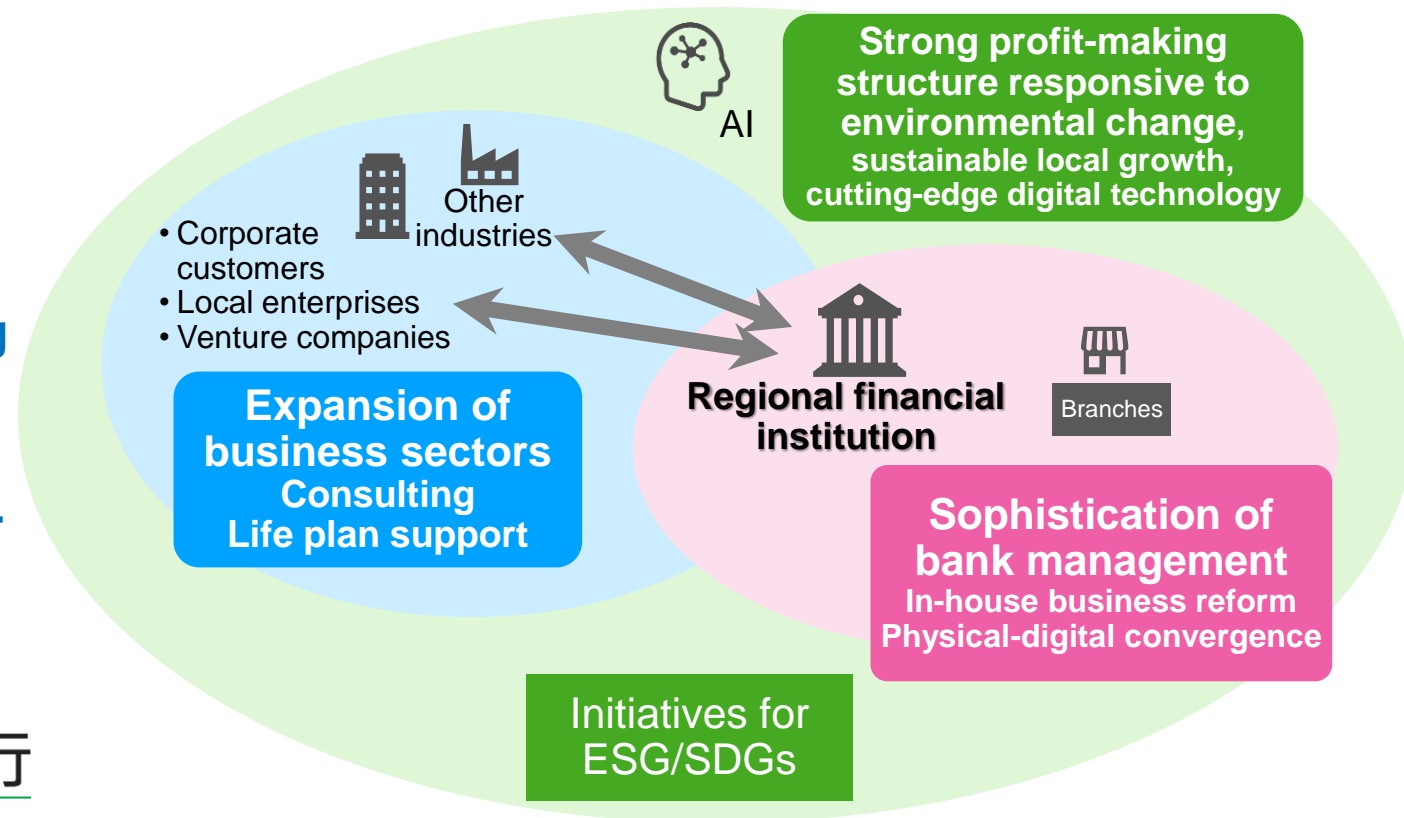 Strong profit-making
structure responsive to
environmental change,
sustainable local growth,
cutting-edge digital technology
AI
Other
industries
• Corporate
customers
• Local enterprises
• Venture companies
Expansion of
business sectors
Consulting
Life plan support
Regional financial
institution
Branches
Sophistication of
bank management
In-house business reform
Physical-digital convergence
Initiatives for
ESG/SDGs
行